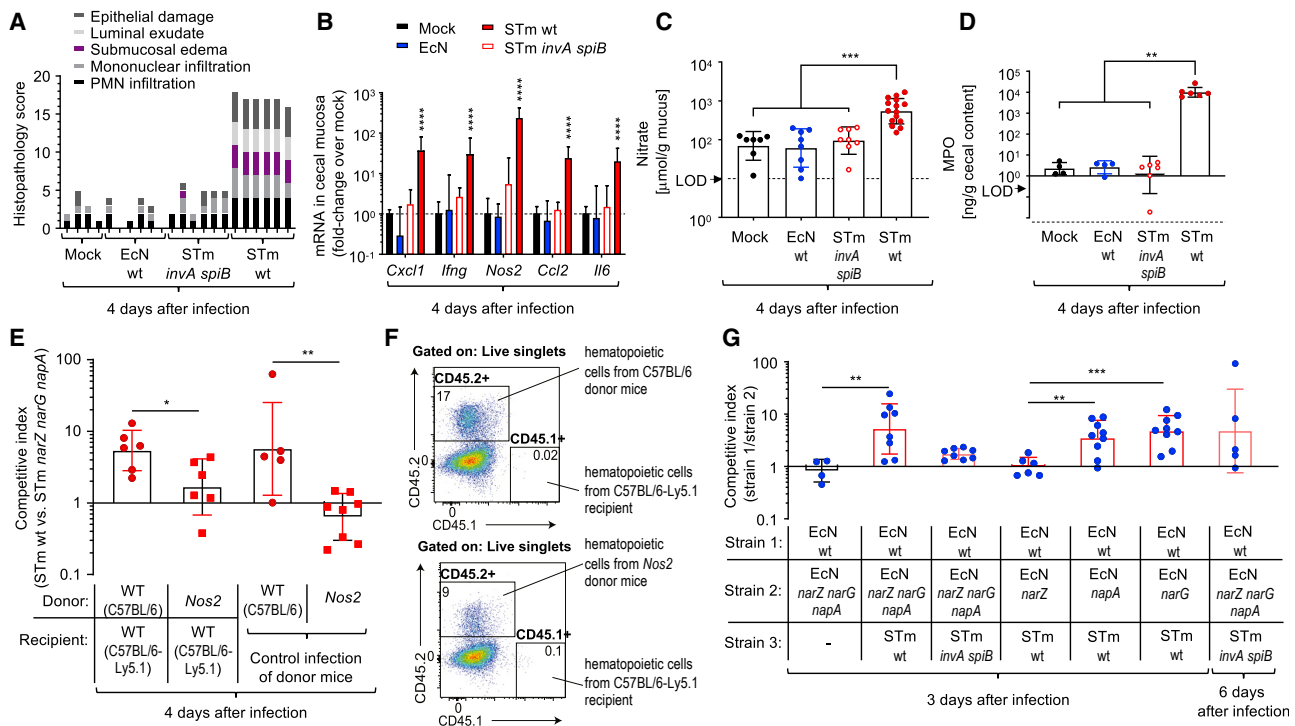 A
Epithelial damage
Luminal exudate
Submucosal edema
Mononuclear infiltration
PMN infiltration
Histopathology score
20
15
10
5
0
Mock
EcN
wt
STm
invA spiB
STm
wt
4 days after infection
B
Mock
EcN
STm wt
STm invA spiB
mRNA in cecal mucosa
(fold-change over mock)
10³
10²
10¹
10⁰
10⁻¹
****
****
****
****
****
Cxcl1
Ifng
Nos2
Ccl2
Il6
4 days after infection
C
***
Nitrate
[µmol/g mucus]
10⁴
10³
10²
10¹
10⁰
LOD
Mock
EcN
wt
STm
invA
spiB
STm
wt
4 days after infection
D
**
MPO
[ng/g cecal content]
10⁵
10⁴
10³
10²
10¹
10⁰
10⁻¹
LOD
Mock
EcN
wt
STm
invA
spiB
STm
wt
4 days after infection
E
Competitive index
(STm wt vs. STm narZ narG napA)
100
10
1
0.1
*
**
Donor:
WT
(C57BL/6)
Nos2
WT
(C57BL/6)
Nos2
Recipient:
WT
(C57BL/6-
Ly5.1)
WT
(C57BL/6-
Ly5.1)
Control infection
of donor mice
4 days after infection
F
Gated on: Live singlets
CD45.2+
17
CD45.1+
0.02
0
CD45.2
CD45.1
hematopoietic
cells from C57BL/6
donor mice
hematopoietic cells
from C57BL/6-Ly5.1
recipient
Gated on: Live singlets
CD45.2+
9
CD45.1+
0.1
0
CD45.2
CD45.1
hematopoietic
cells from Nos2
donor mice
hematopoietic cells
from C57BL/6-Ly5.1
recipient
G
Competitive index
(strain 1/strain 2)
100
10
1
0.1
**
**
***
Strain 1:
EcN
wt
EcN
wt
EcN
wt
EcN
wt
EcN
wt
EcN
wt
EcN
wt
Strain 2:
EcN
narZ narG
napA
EcN
narZ narG
napA
EcN
narZ narG
napA
EcN
narZ
EcN
napA
EcN
narG
EcN
narZ narG
napA
Strain 3:
-
STm
wt
STm
invA spiB
STm
wt
STm
wt
STm
wt
STm
invA spiB
3 days after infection
6 days
after infection